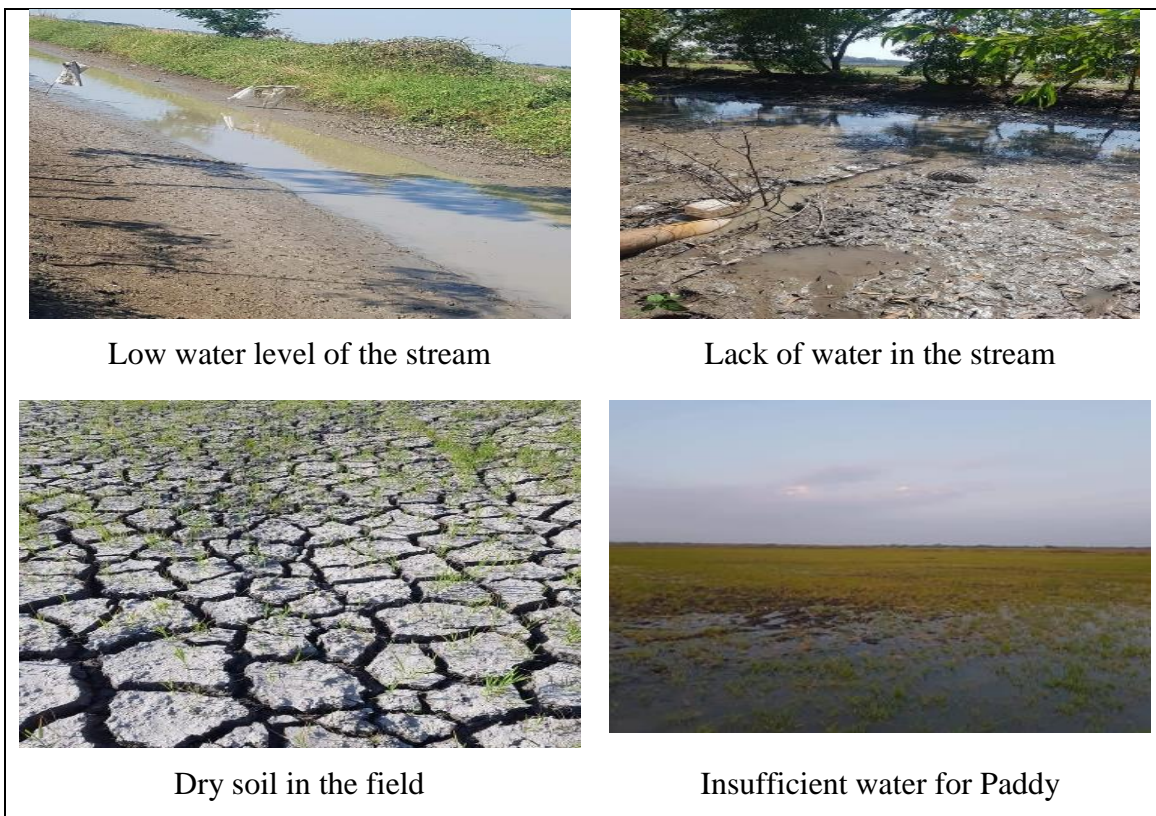 Low water level of the stream
Lack of water in the stream
Dry soil in the field
Insufficient water for Paddy